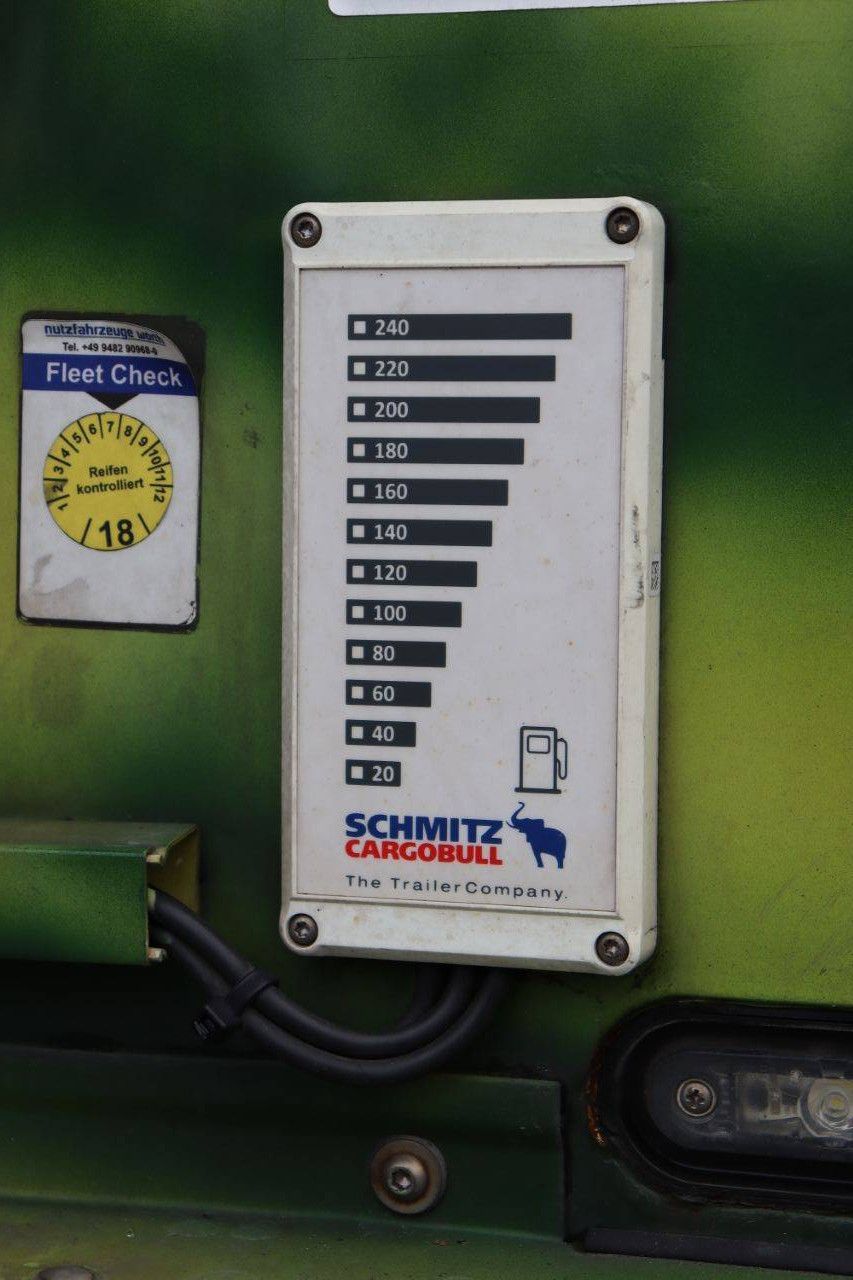 nutzfahrzeuge wörth
Tel. +49 9482 90968-0
Fleet Check
1 2 3 4 5 6 7 8 9 10 11 12
Reifen
kontrolliert
18
240
220
200
180
160
140
120
100
80
60
40
20
SCHMITZ
CARGOBULL
The TrailerCompany.